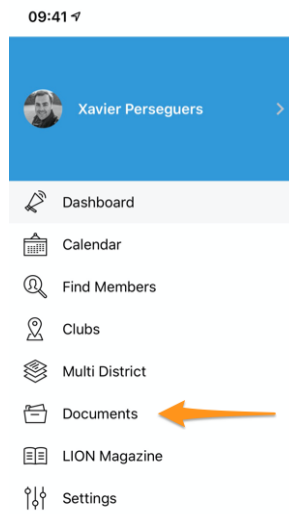 09:41
Xavier Perseguers
Dashboard
Calendar
Find Members
Clubs
Multi District
Documents
LION Magazine
Settings